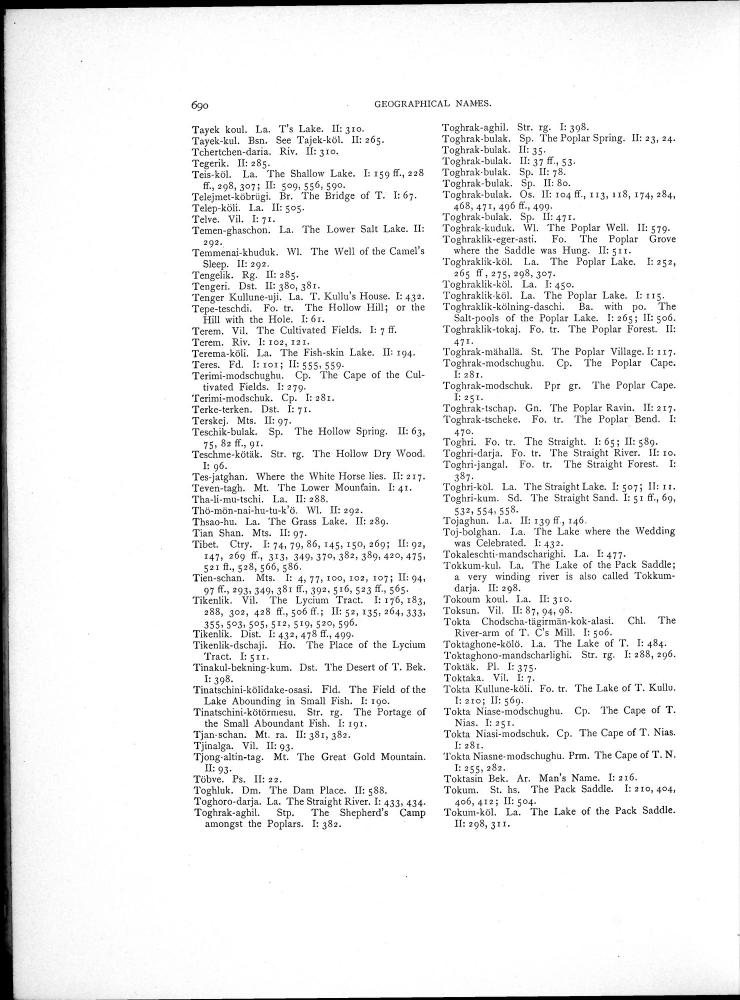 690
GEOGRAPHICAL NAMES.
Tayek koul. La. T's Lake. II: 310.
Tayek-kul. Bsn. See Tajek-köl. II: 265.
Tchertchen-daria. Riv. II: 310.
Tegerik. II: 285.
Teis-köl. La. The Shallow Lake. I: 159 ff., 228
ff., 298, 307; II: 509, 556, 590.
Telejmet-köbrügi. Br. The Bridge of T. I: 67.
Telep-köli. La. II: 505.
Telve. Vil. I: 71.
Temen-ghaschon. La. The Lower Salt Lake. II:
292.
Temmenai-khuduk. Wl. The Well of the Camel's
Sleep. II: 292.
Tengelik. Rg. II: 285.
Tengeri. Dst. II: 380, 381.
Tenger Kullune-uji. La. T. Kullu's House. I: 432.
Tepe-teschdi. Fo. tr. The Hollow Hill; or the
Hill with the Hole. I: 61.
Terem. Vil. The Cultivated Fields. I: 7 ff.
Terem. Riv. I: 102, 121.
Terema-köli. La. The Fish-skin Lake. II: 194.
Teres. Fd. I: 101; II: 555, 559.
Terimi-modschughu. Cp. The Cape of the Cul-
tivated Fields. I: 279.
Terimi-modschuk. Cp. I: 281.
Terke-terken. Dst. I: 71.
Terskej. Mts. II: 97.
Teschik-bulak. Sp. The Hollow Spring. II: 63,
75, 82 ff., 91.
Teschme-kötäk. Str. rg. The Hollow Dry Wood.
I: 96.
Tes-jatghan. Where the White Horse lies. II: 217.
Teven-tagh. Mt. The Lower Mountain. I: 41.
Tha-li-mu-tschi. La. II: 288.
Thö-mön-nai-hu-tu-k'ö. Wl. II: 292.
Thsao-hu. La. The Grass Lake. II: 289.
Tian Shan. Mts. II: 97.
Tibet. Ctry. I: 74, 79, 86, 145, 150, 269; II: 92,
147, 269 ff., 313, 349, 370, 382, 389, 420, 475,
521 ff., 528, 566, 586.
Tien-schan. Mts. I: 4, 77, 100, 102, 107; II: 94,
97 ff., 293, 349, 381 ff., 392, 516, 523 ff., 565.
Tikenlik. Vil. The Lycium Tract. I: 176, 183,
288, 302, 428 ff., 506 ff.; II: 52, 135, 264, 333,
355, 503, 505, 512, 519, 520, 596.
Tikenlik. Dist. I: 432, 478 ff., 499.
Tikenlik-dschaji. Ho. The Place of the Lycium
Tract. I: 511.
Tinakul-bekning-kum. Dst. The Desert of T. Bek.
I: 398.
Tinatschini-kölidake-osasi. Fld. The Field of the
Lake Abounding in Small Fish. I: 190.
Tinatschini-kötörmesu. Str. rg. The Portage of
the Small Aboundant Fish. I: 191.
Tjan-schan. Mt. ra. II: 381, 382.
Tjinalga. Vil. II: 93.
Tjong-altin-tag. Mt. The Great Gold Mountain.
II: 93.
Töbve. Ps. II: 22.
Toghluk. Dm. The Dam Place. II: 588.
Toghoro-darja. La. The Straight River. I: 433, 434.
Toghrak-aghil. Stp. The Shepherd's Camp
amongst the Poplars. I: 382.
Toghrak-aghil. Str. rg. I: 398.
Toghrak-bulak. Sp. The Poplar Spring. II: 23, 24.
Toghrak-bulak. II: 35.
Toghrak-bulak. II: 37 ff., 53.
Toghrak-bulak. Sp. II: 78.
Toghrak-bulak. Sp. II: 80.
Toghrak-bulak. Os. II: 104 ff., 113, 118, 174, 284,
468, 471, 496 ff., 499.
Toghrak-bulak. Sp. II: 471.
Toghrak-kuduk. Wl. The Poplar Well. II: 579.
Toghraklik-eger-asti. Fo. The Poplar Grove
where the Saddle was Hung. II: 511.
Toghraklik-köl. La. The Poplar Lake. I: 252,
265 ff, 275, 298, 307.
Toghraklik-köl. La. I: 450.
Toghraklik-köl. La. The Poplar Lake. I: 115.
Toghraklik-kölning-daschi. Ba. with po. The
Salt-pools of the Poplar Lake. I: 265; II: 506.
Toghraklik-tokaj. Fo. tr. The Poplar Forest. II:
471.
Toghrak-mähallä. St. The Poplar Village. I: 117.
Toghrak-modschughu. Cp. The Poplar Cape.
I: 281.
Toghrak-modschuk. Ppr gr. The Poplar Cape.
I: 251.
Toghrak-tschap. Gn. The Poplar Ravin. II: 217.
Toghrak-tscheke. Fo. tr. The Poplar Bend. I:
470.
Toghri. Fo. tr. The Straight. I: 65; II: 589.
Toghri-darja. Fo. tr. The Straight River. II: 10.
Toghri-jangal. Fo. tr. The Straight Forest. I:
387.
Toghri-köl. La. The Straight Lake. I: 507; II: 11.
Toghri-kum. Sd. The Straight Sand. I: 51 ff., 69,
532, 554, 558.
Tojaghun. La. II: 139 ff., 146.
Toj-bolghan. La. The Lake where the Wedding
was Celebrated. I: 432.
Tokaleschti-mandscharighi. La. I: 477.
Tokkum-kul. La. The Lake of the Pack Saddle;
a very winding river is also called Tokkum-
darja. II: 298.
Tokoum koul. La. II: 310.
Toksun. Vil. II: 87, 94, 98.
Tokta Chodscha-tägirmän-kok-alasi. Chl. The
River-arm of T. C's Mill. I: 506.
Toktaghone-kölö. La. The Lake of T. I: 484.
Toktaghono-mandscharlighi. Str. rg. I: 288, 296.
Toktäk. Pl. I: 375.
Toktaka. Vil. I: 7.
Tokta Kullune-köli. Fo. tr. The Lake of T. Kullu.
I: 210; II: 569.
Tokta Niase-modschughu. Cp. The Cape of T.
Nias. I: 251.
Tokta Niasi-modschuk. Cp. The Cape of T. Nias.
I: 281.
Tokta Niasne-modschughu. Prm. The Cape of T. N.
I: 255, 282.
Toktasin Bek. Ar. Man's Name. I: 216.
Tokum. St. hs. The Pack Saddle. I: 210, 404,
406, 412; II: 504.
Tokum-köl. La. The Lake of the Pack Saddle.
II: 298, 311.